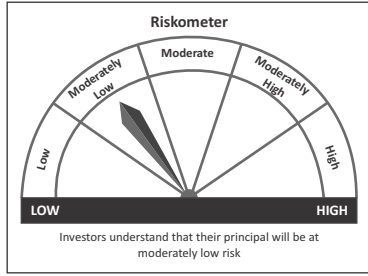 Riskometer
Moderately
Low
Moderate
Moderately
High
Low
High
LOW
HIGH
Investors understand that their principal will be at
moderately low risk